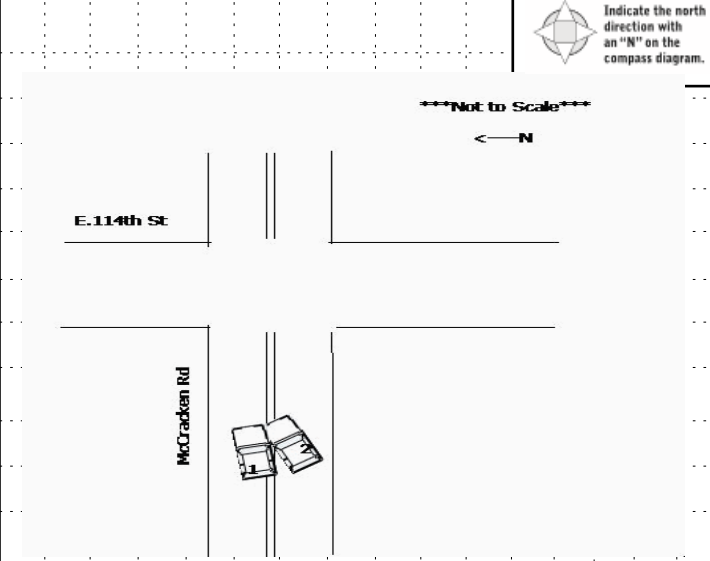 Indicate the north
direction with
an "N" on the
compass diagram.
***Not to Scale***
<—N
E.114th St
McCracken Rd
1
2